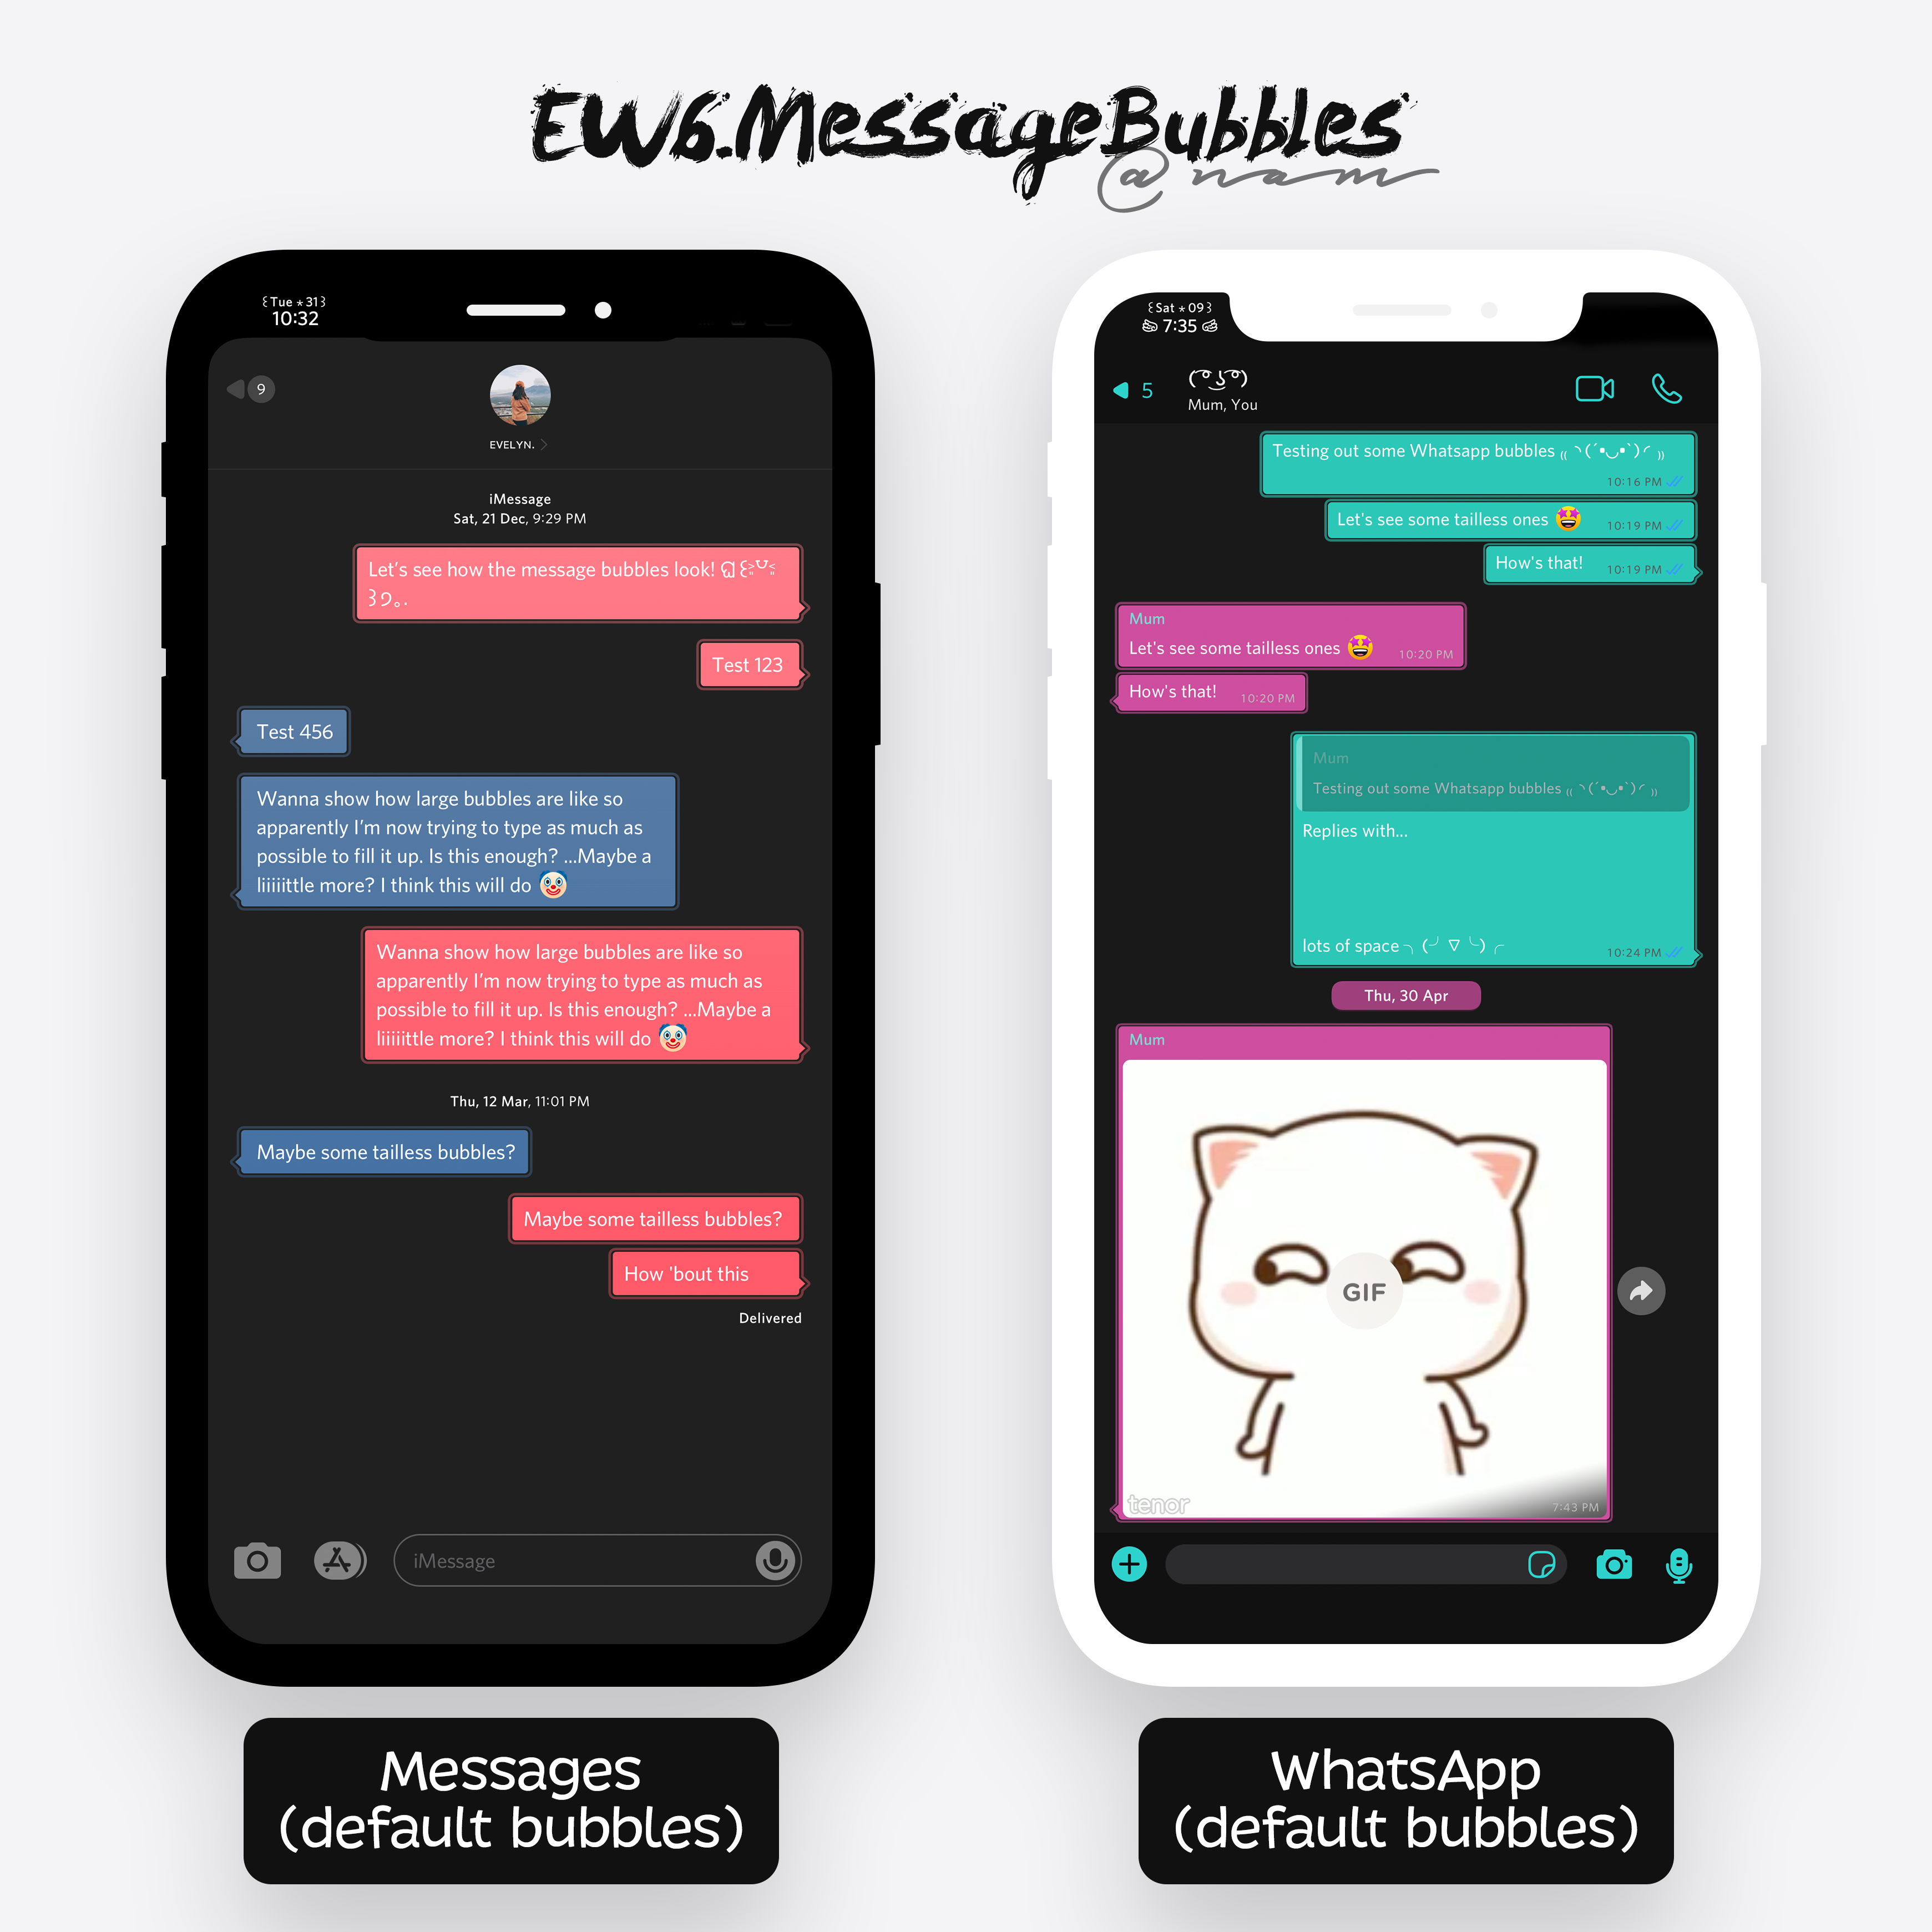 EW6.MessageBubbles
@nam
꒰Tue⋆31꒱
10:32
9
EVELYN.
iMessage
Sat, 21 Dec, 9:29 PM
Let's see how the message bubbles look!
Test 123
Test 456
Wanna show how large bubbles are like so
apparently I'm now trying to type as much as
possible to fill it up. Is this enough? ...Maybe a
liiiiittle more? I think this will do 🤡
Wanna show how large bubbles are like so
apparently I'm now trying to type as much as
possible to fill it up. Is this enough? ...Maybe a
liiiiittle more? I think this will do 🤡
Thu, 12 Mar, 11:01 PM
Maybe some tailless bubbles?
Maybe some tailless bubbles?
How 'bout this
Delivered
iMessage
Messages
(default bubbles)
꒰Sat⋆09꒱
7:35
5
( ͡° ͜ʖ ͡°)
Mum, You
Testing out some Whatsapp bubbles ₍₍ ◝(´•◡•`)◜ ₎₎
10:16 PM
Let's see some tailless ones 🤩 10:19 PM
How's that! 10:19 PM
Mum
Let's see some tailless ones 🤩 10:20 PM
How's that! 10:20 PM
Mum
Testing out some Whatsapp bubbles ₍₍ ◝(´•◡•`)◜ ₎₎
Replies with...
lots of space ╮(╯▽╰)╭ 10:24 PM
Thu, 30 Apr
Mum
GIF
tenor 7:43 PM
WhatsApp
(default bubbles)